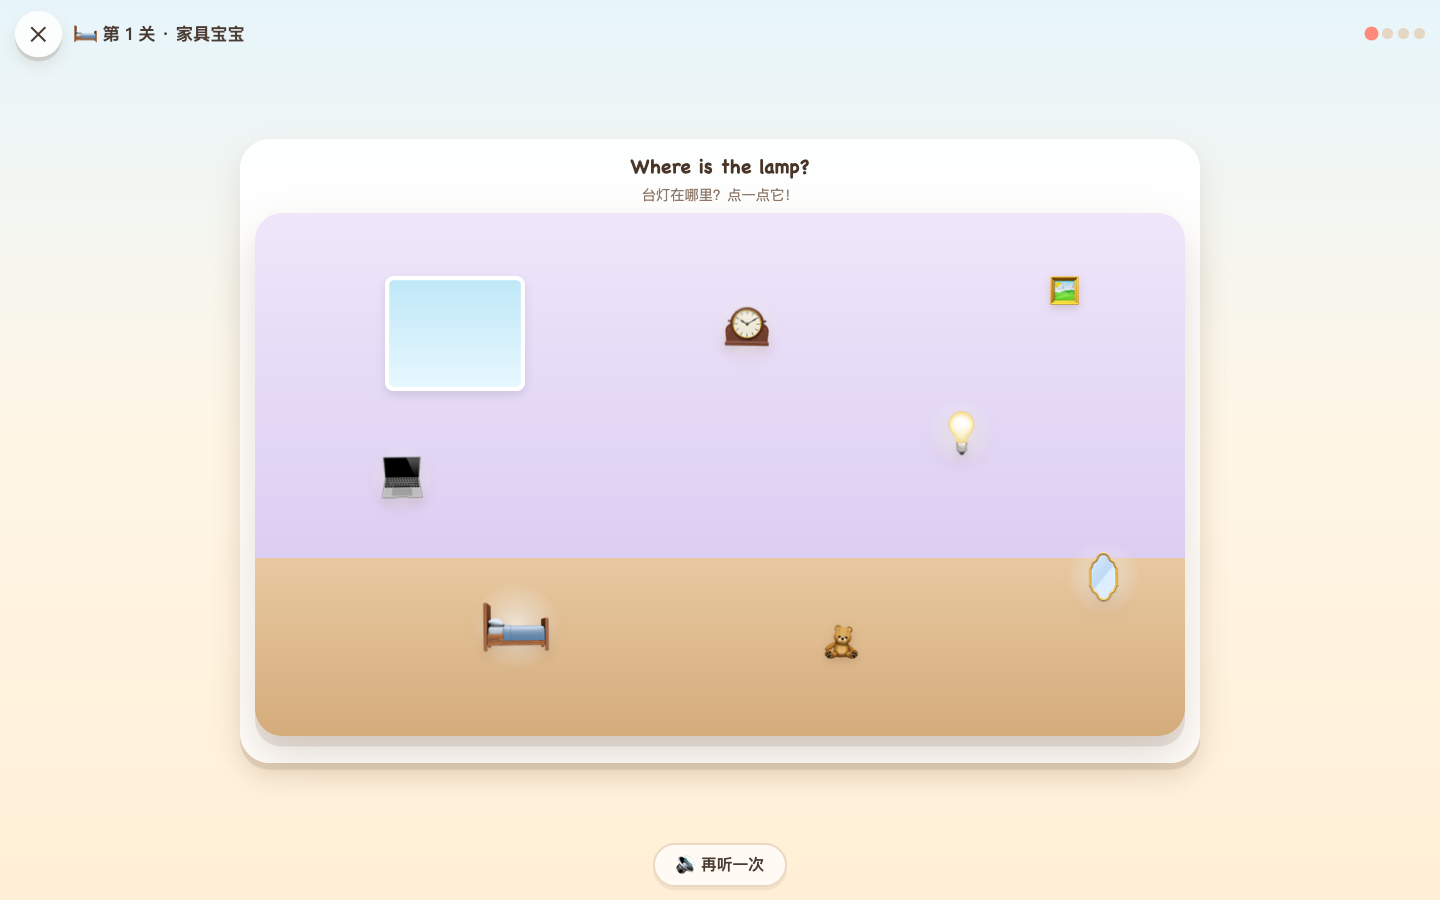 第 1 关 · 家具宝宝
Where is the lamp?
台灯在哪里？点一点它！
再听一次